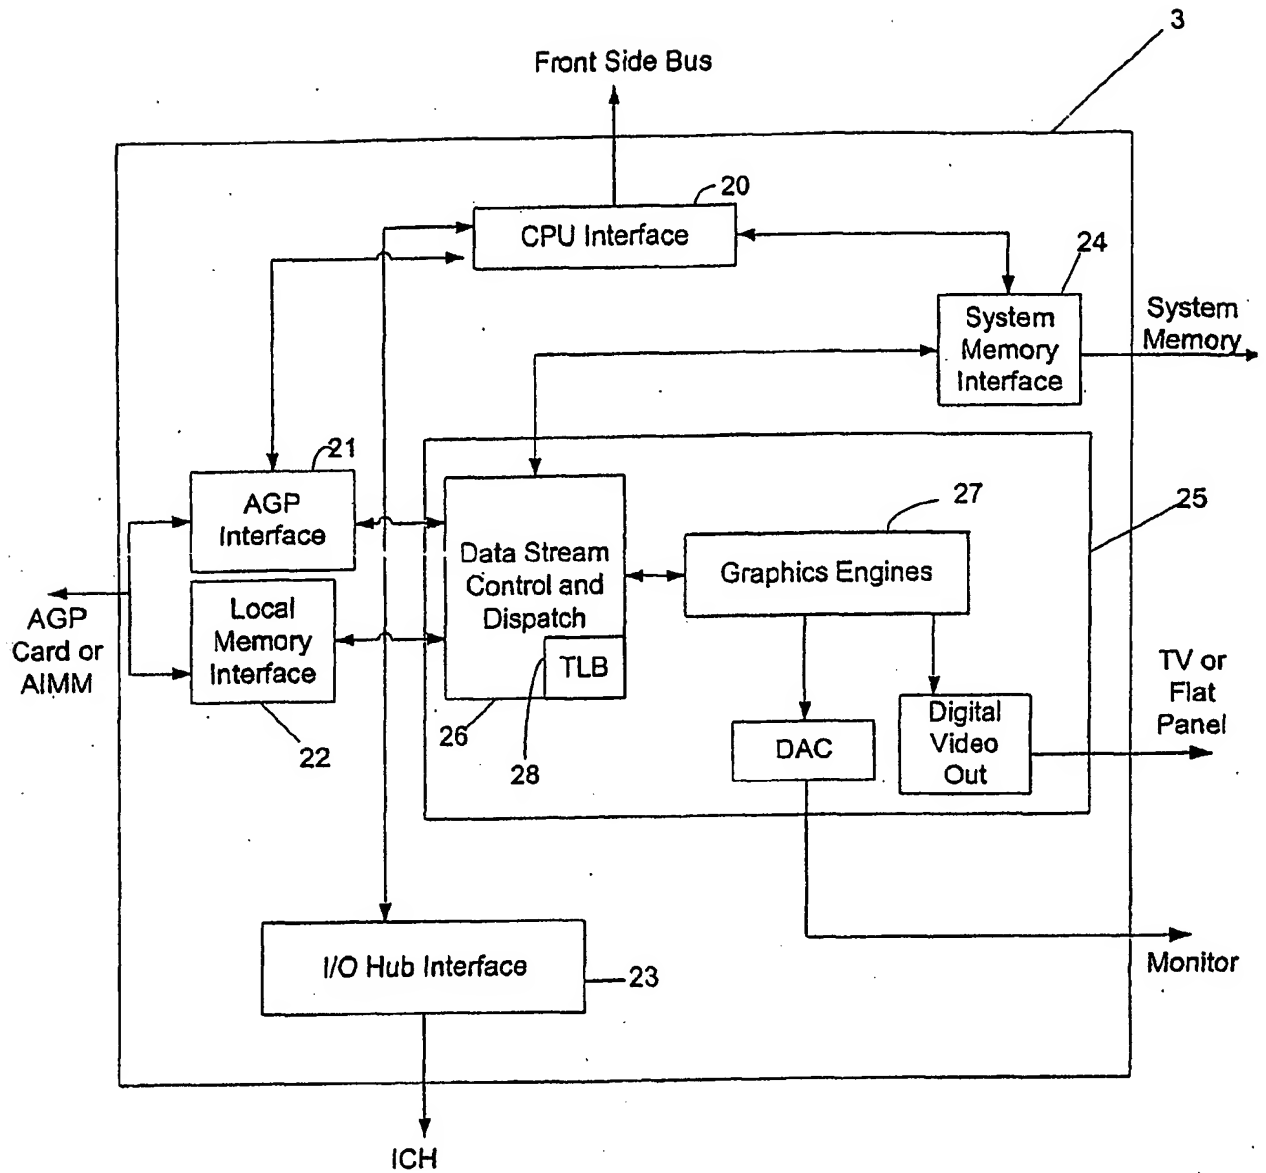 3
Front Side Bus
20
CPU Interface
24
System
Memory
Interface
System
Memory
21
AGP
Interface
27
25
Data Stream
Control and
Dispatch
Graphics Engines
AGP
Card or
AIMM
Local
Memory
Interface
TLB
28
26
22
DAC
Digital
Video
Out
TV or
Flat
Panel
I/O Hub Interface
23
Monitor
ICH